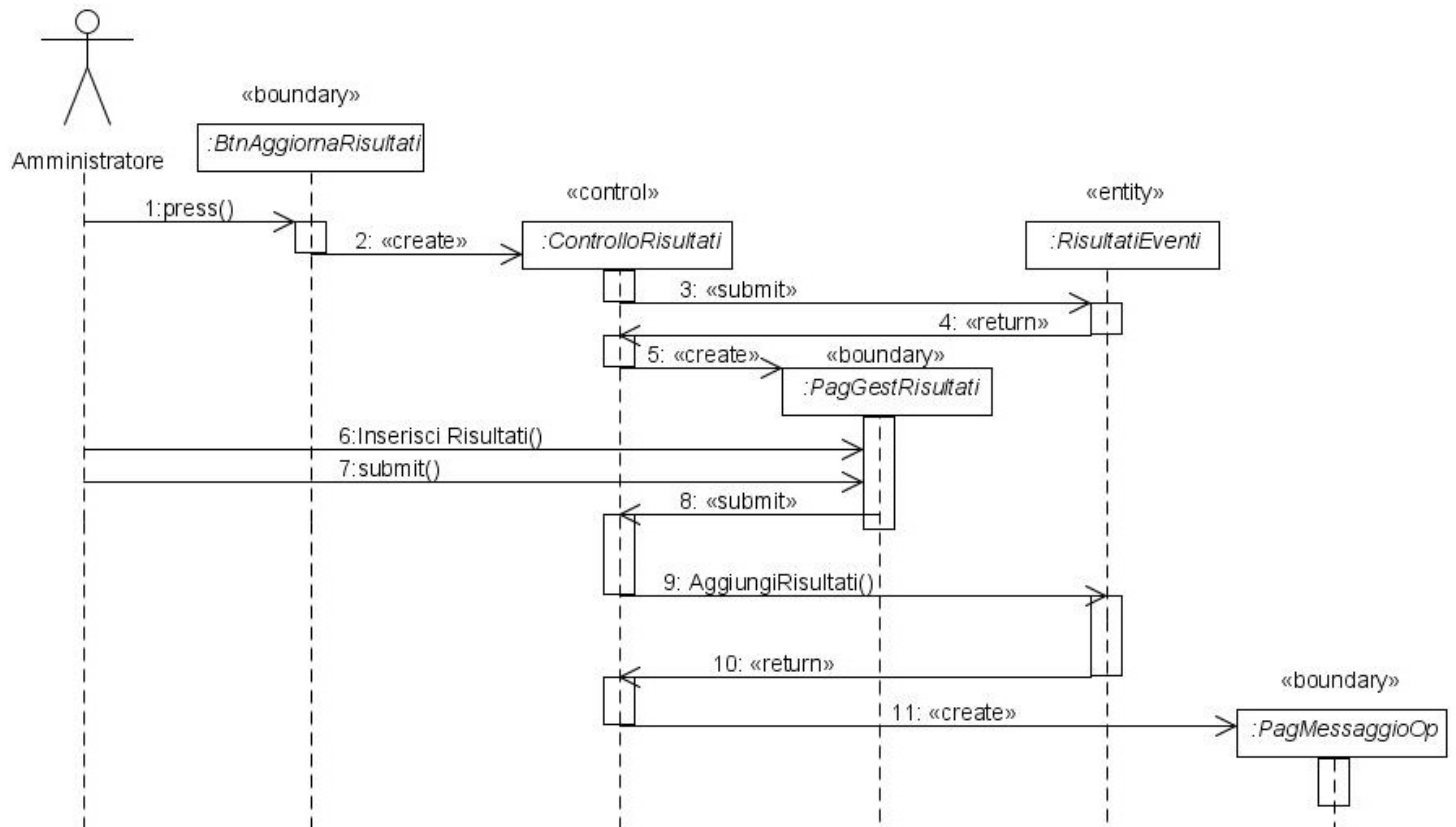 «boundary»
:BtnAggiornaRisultati
Amministratore
«control»
«entity»
1:press()
2: «create»
:ControlloRisultati
:RisultatiEventi
3: «submit»
4: «return»
5: «create»
«boundary»
:PagGestRisultati
6:Inserisci Risultati()
7:submit()
8: «submit»
9: AggiungiRisultati()
10: «return»
«boundary»
11: «create»
:PagMessaggioOp